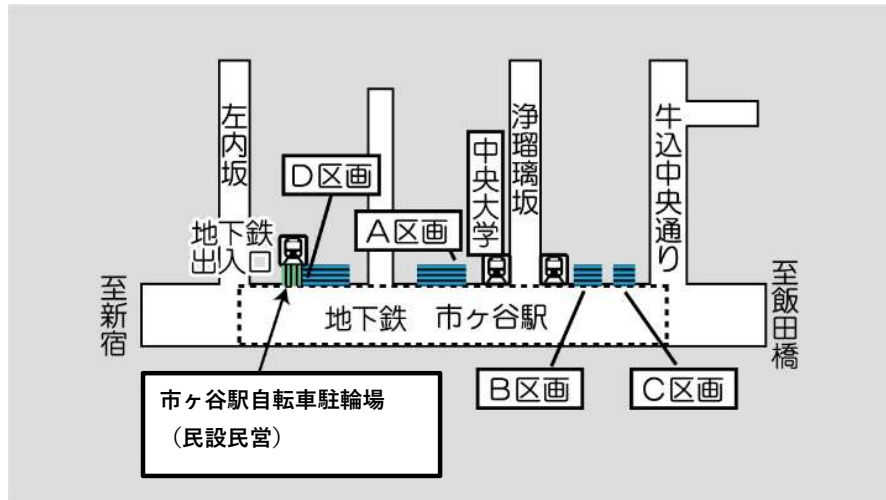 左内坂
浄瑠璃坂
牛込中央通り
中央大学
D区画
A区画
地下鉄
出入口
至新宿
地下鉄 市ヶ谷駅
至飯田橋
B区画
C区画
市ヶ谷駅自転車駐輪場
（民設民営）